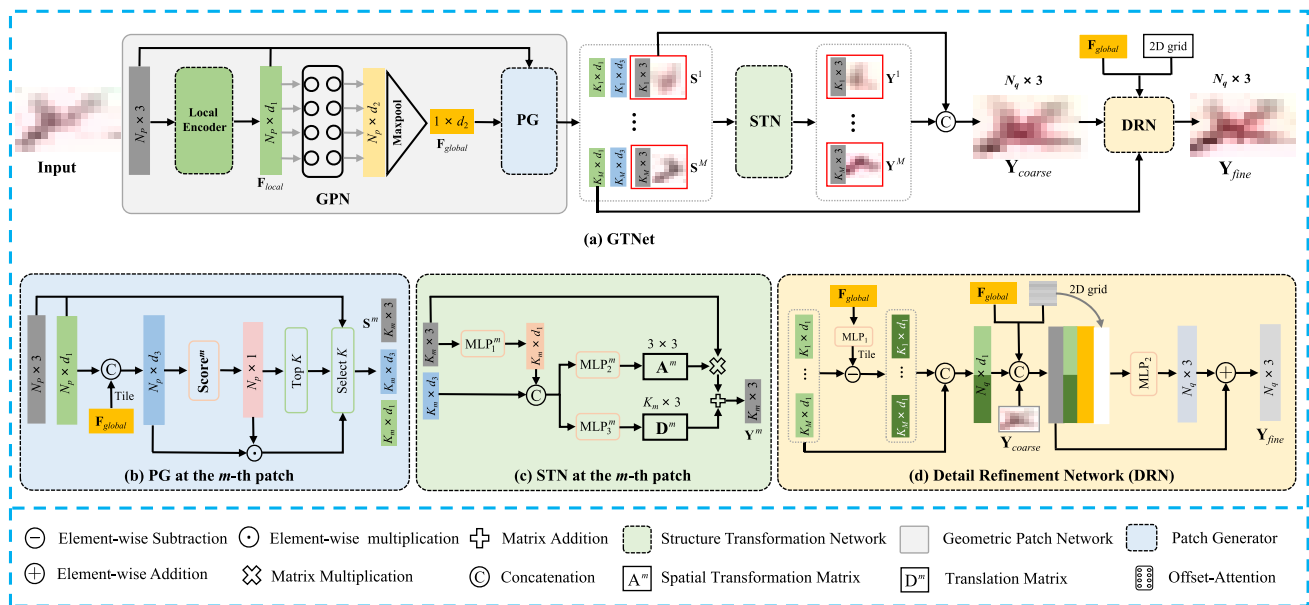 Input
N_P × 3
Local
Encoder
N_P × d_1
F_local
N_P × d_2
Maxpool
1 × d_2
F_global
PG
GPN
K_1 × d_1
K_1 × d_3
K_1 × 3
S^1
...
K_M × d_1
K_M × d_3
K_M × 3
S^M
STN
K_1 × 3
Y^1
...
K_M × 3
Y^M
C
N_q × 3
Y_coarse
F_global
2D grid
DRN
N_q × 3
Y_fine
(a) GTNet
N_P × 3
N_P × d_1
C
Tile
F_global
N_P × d_3
Score^m
N_P × 1
Top K
Select K
S^m
K_m × 3
K_m × d_3
K_m × d_1
(b) PG at the m-th patch
K_m × 3
K_m × d_3
MLP_1^m
K_m × d_1
C
MLP_2^m
MLP_3^m
3 × 3
A^m
K_m × 3
D^m
K_m × 3
Y^m
(c) STN at the m-th patch
K_1 × d_1
...
K_M × d_1
F_global
MLP_1
Tile
K_1 × d_1
...
K_M × d_1
C
N_q × d_1
F_global
2D grid
C
Y_coarse
MLP_2
N_q × 3
N_q × 3
Y_fine
(d) Detail Refinement Network (DRN)
Element-wise Subtraction
Element-wise multiplication
Matrix Addition
Structure Transformation Network
Geometric Patch Network
Patch Generator
Element-wise Addition
Matrix Multiplication
C Concatenation
A^m Spatial Transformation Matrix
D^m Translation Matrix
Offset-Attention